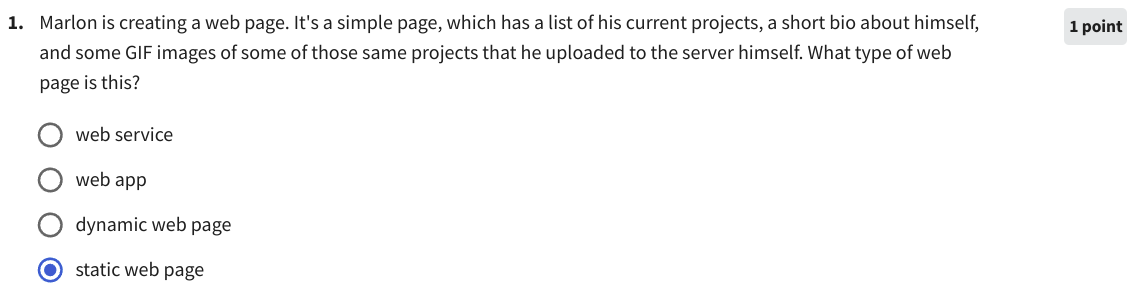 1. Marlon is creating a web page. It's a simple page, which has a list of his current projects, a short bio about himself, 1 point
and some GIF images of some of those same projects that he uploaded to the server himself. What type of web
page is this?
web service
web app
dynamic web page
static web page